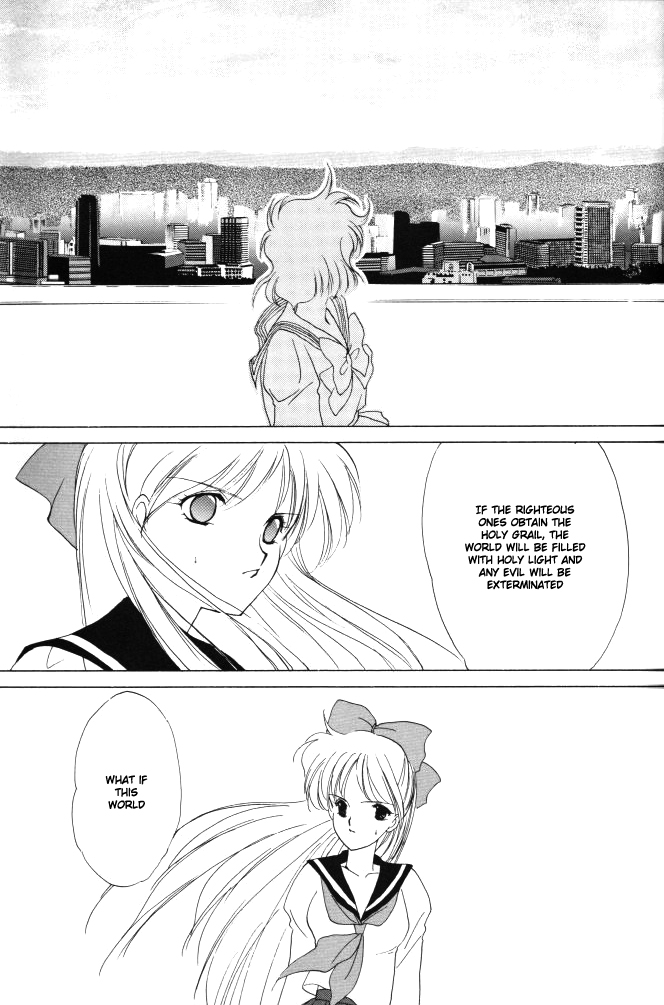 IF THE RIGHTEOUS
ONES OBTAIN THE
HOLY GRAIL, THE
WORLD WILL BE FILLED
WITH HOLY LIGHT AND
ANY EVIL WILL BE
EXTERMINATED
WHAT IF
THIS
WORLD